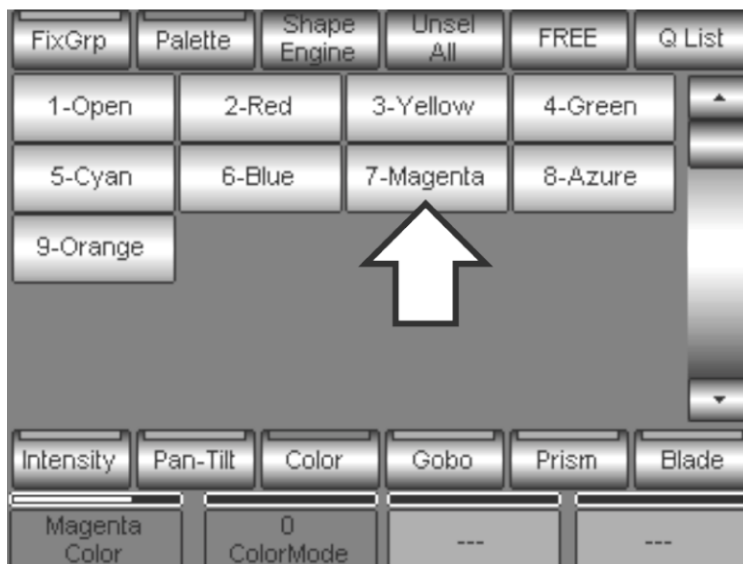 FixGrp Palette Shape Engine Unsel All FREE Q List
1-Open 2-Red 3-Yellow 4-Green
5-Cyan 6-Blue 7-Magenta 8-Azure
9-Orange
Intensity Pan-Tilt Color Gobo Prism Blade
Magenta Color 0 ColorMode --- ---